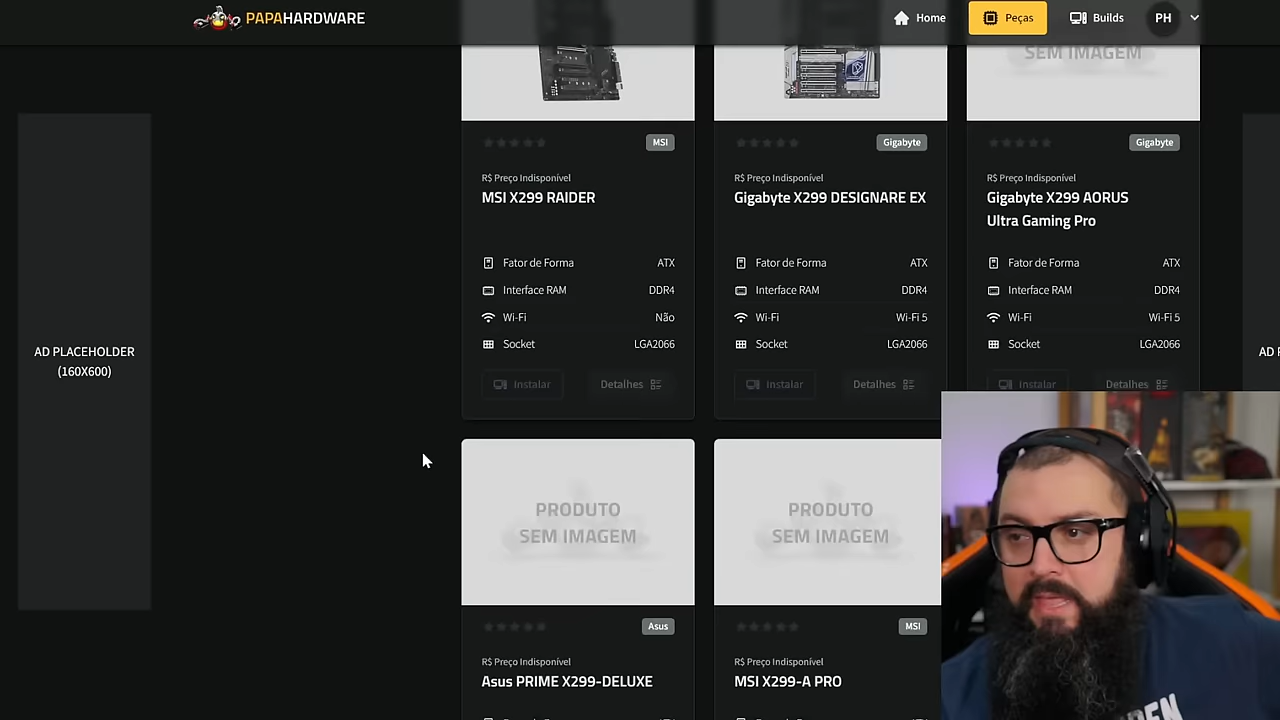 PAPAHARDWARE
Home
Peças
Builds
PH
SEM IMAGEM
AD PLACEHOLDER
(160X600)
AD
MSI
R$ Preço Indisponível
MSI X299 RAIDER
Fator de Forma ATX
Interface RAM DDR4
Wi-Fi Não
Socket LGA2066
Instalar
Detalhes
Gigabyte
R$ Preço Indisponível
Gigabyte X299 DESIGNARE EX
Fator de Forma ATX
Interface RAM DDR4
Wi-Fi Wi-Fi 5
Socket LGA2066
Instalar
Detalhes
Gigabyte
R$ Preço Indisponível
Gigabyte X299 AORUS
Ultra Gaming Pro
Fator de Forma ATX
Interface RAM DDR4
Wi-Fi Wi-Fi 5
Socket LGA2066
Instalar
Detalhes
PRODUTO
SEM IMAGEM
Asus
R$ Preço Indisponível
Asus PRIME X299-DELUXE
PRODUTO
SEM IMAGEM
MSI
R$ Preço Indisponível
MSI X299-A PRO